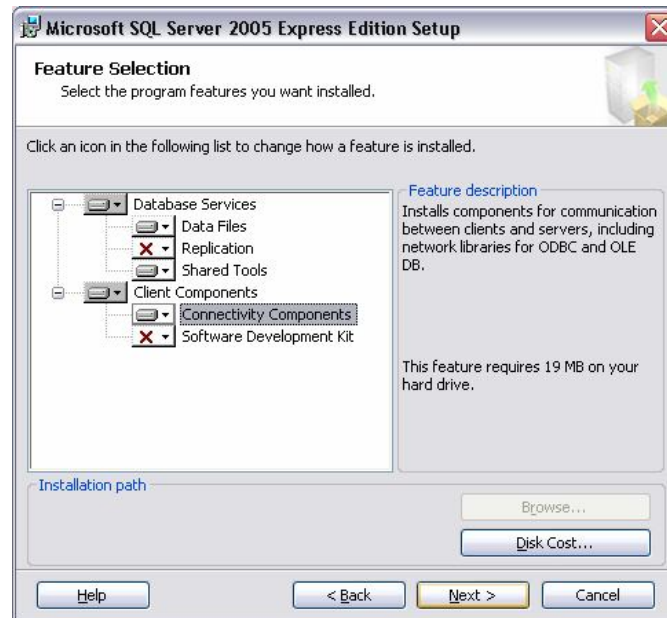 Microsoft SQL Server 2005 Express Edition Setup
Feature Selection
Select the program features you want installed.
Click an icon in the following list to change how a feature is installed.
Database Services
Data Files
Replication
Shared Tools
Client Components
Connectivity Components
Software Development Kit
Feature description
Installs components for communication
between clients and servers, including
network libraries for ODBC and OLE
DB.
This feature requires 19 MB on your
hard drive.
Installation path
Browse...
Disk Cost...
Help
< Back
Next >
Cancel